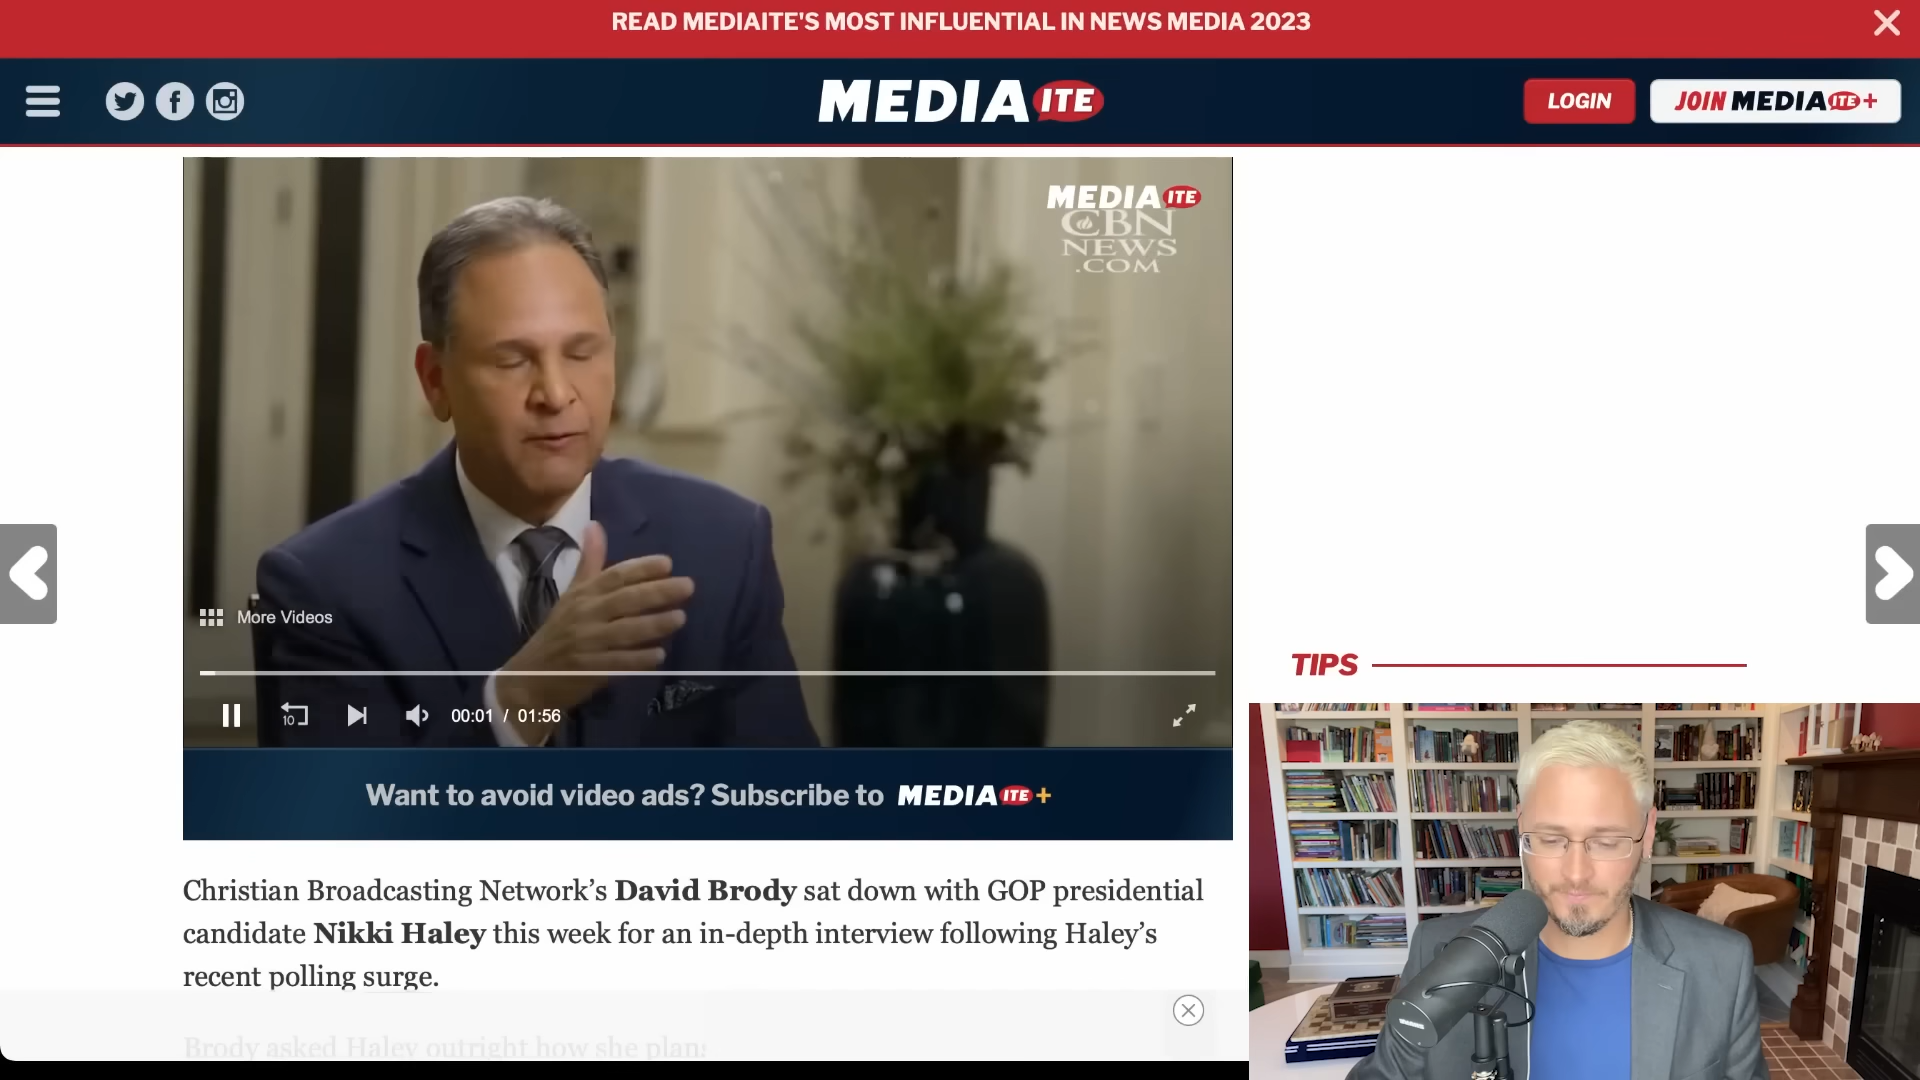 READ MEDIAITE'S MOST INFLUENTIAL IN NEWS MEDIA 2023
MEDIAITE
LOGIN
JOIN MEDIAITE+
MEDIAITE
CBN
NEWS
.COM
More Videos
10
00:01 / 01:56
Want to avoid video ads? Subscribe to MEDIAITE+
TIPS
Christian Broadcasting Network’s David Brody sat down with GOP presidential
candidate Nikki Haley this week for an in-depth interview following Haley’s
recent polling surge.
Brody asked Haley outright how she plans